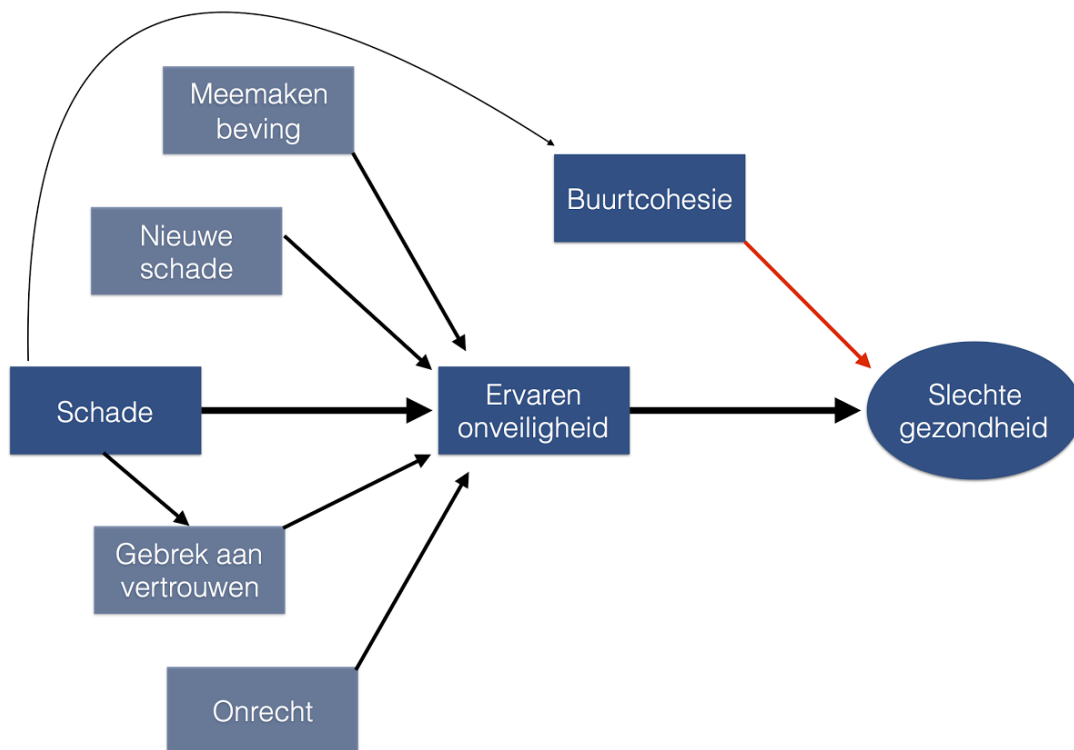 Meemaken
beving
Buurtcohesie
Nieuwe
schade
Schade
Ervaren
onveiligheid
Slechte
gezondheid
Gebrek aan
vertrouwen
Onrecht